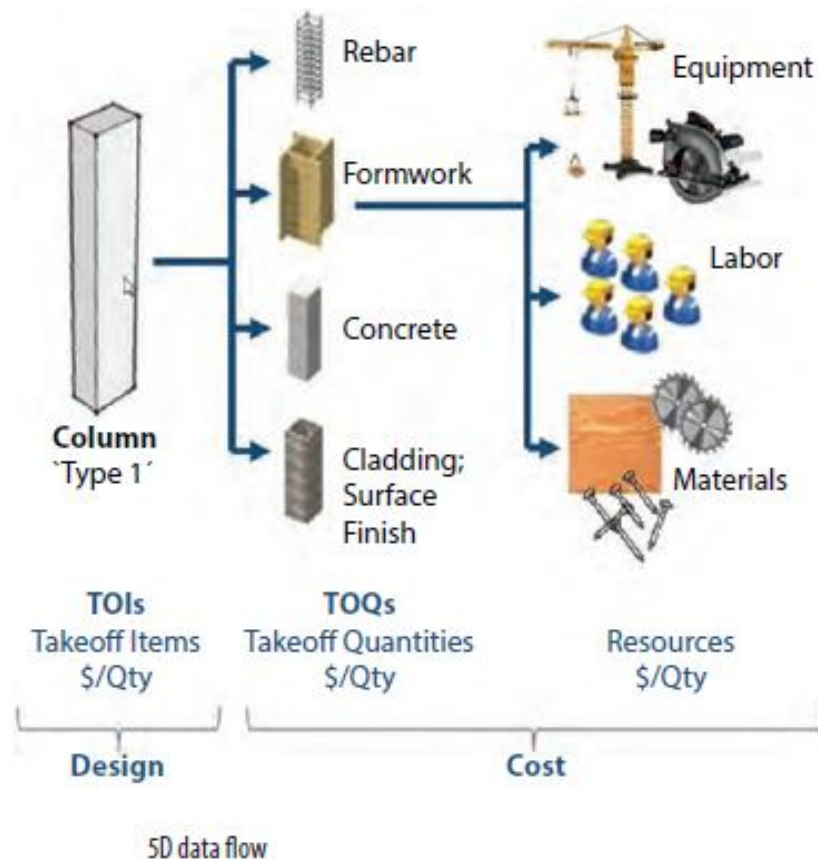 Rebar
Equipment
Formwork
Labor
Concrete
Column
`Type 1´
Cladding;
Surface
Finish
Materials
TOIs
Takeoff Items
$/Qty
TOQs
Takeoff Quantities
$/Qty
Resources
$/Qty
Design
Cost
5D data flow